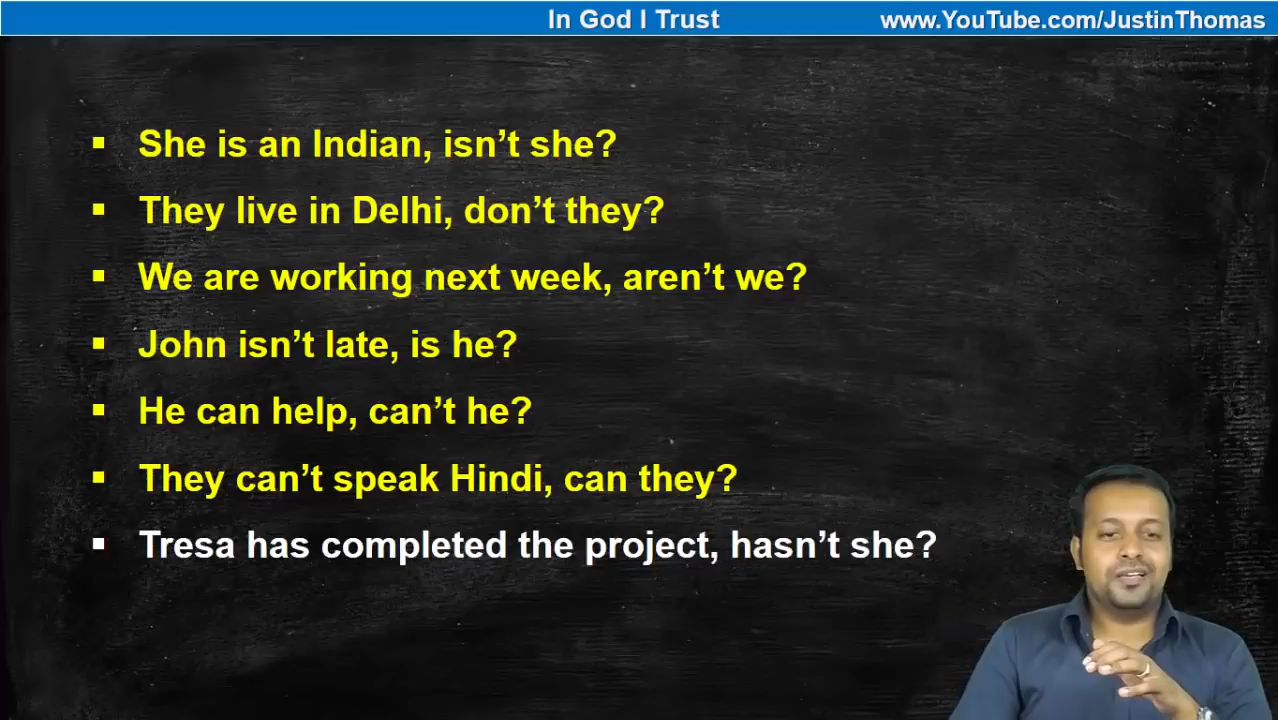 In God I Trust
www.YouTube.com/JustinThomas
▪ She is an Indian, isn’t she?
▪ They live in Delhi, don’t they?
▪ We are working next week, aren’t we?
▪ John isn’t late, is he?
▪ He can help, can’t he?
▪ They can’t speak Hindi, can they?
▪ Tresa has completed the project, hasn’t she?